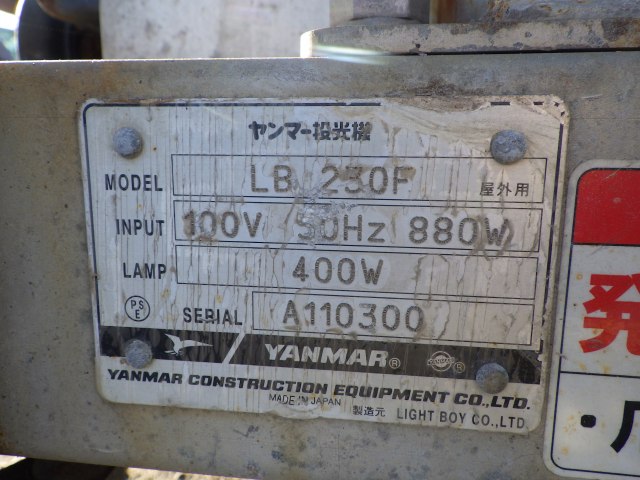 ヤンマー投光機
MODEL LB 230F 屋外用
INPUT 100V 50Hz 880W
LAMP 400W
PSE SERIAL A110300
YANMAR®
YANMAR CONSTRUCTION EQUIPMENT CO.,LTD.
MADE IN JAPAN
製造元 LIGHT BOY CO.,LTD
発